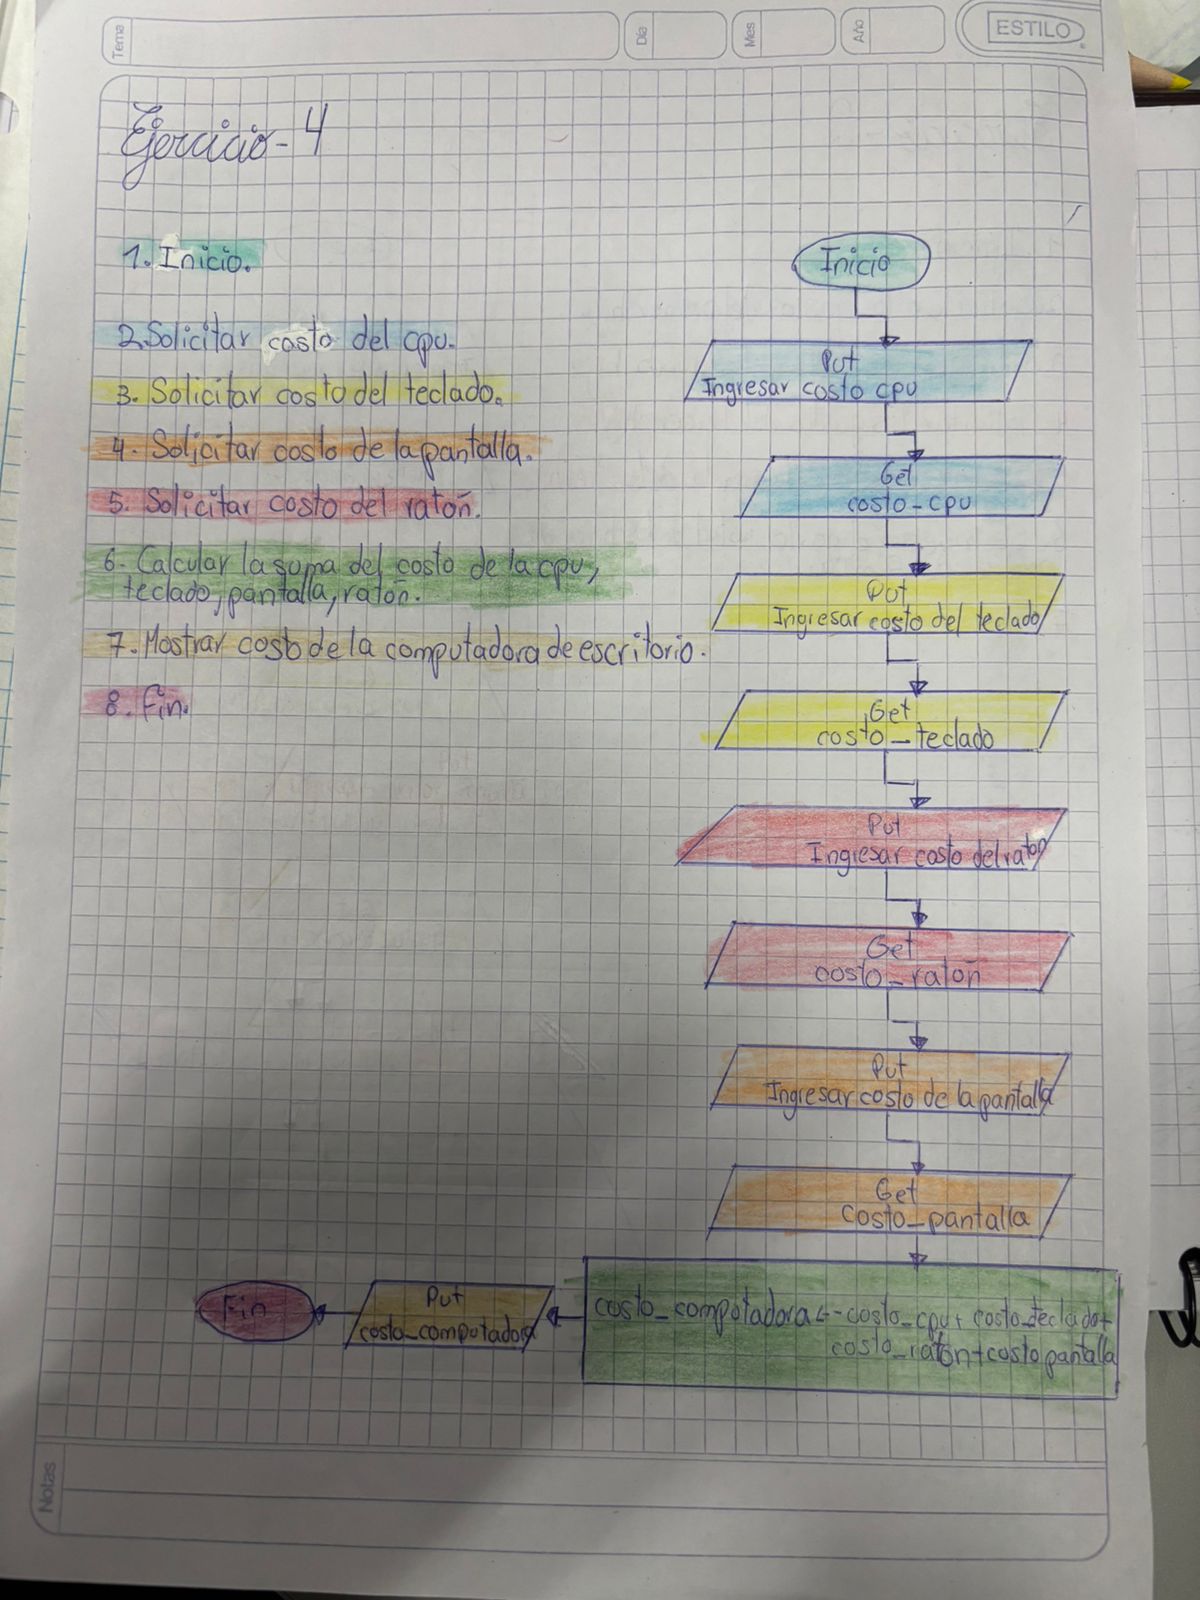 Tema
Día
Mes
Año
ESTILO
Ejercicio-4
1. Inicio.
2. Solicitar costo del cpu.
3. Solicitar costo del teclado.
4. Solicitar costo de la pantalla.
5. Solicitar costo del ratoñ.
6. Calcular la suma del costo de la cpu,
teclado, pantalla, ratoñ.
7. Mostrar costo de la computadora de escritorio.
8. Fin.
Inicio
Put
Ingresar costo cpu
Get
costo-cpu
Put
Ingresar costo del teclado
Get
costo_teclado
Put
Ingresar costo del raton
Get
costo_ratoñ
Put
Ingresar costo de la pantalla
Get
costo_pantalla
costo_computadora <- costo_cpu + costo_teclado+
costo_ratón+costo pantalla
Put
costo_computadora
Fin
Notas